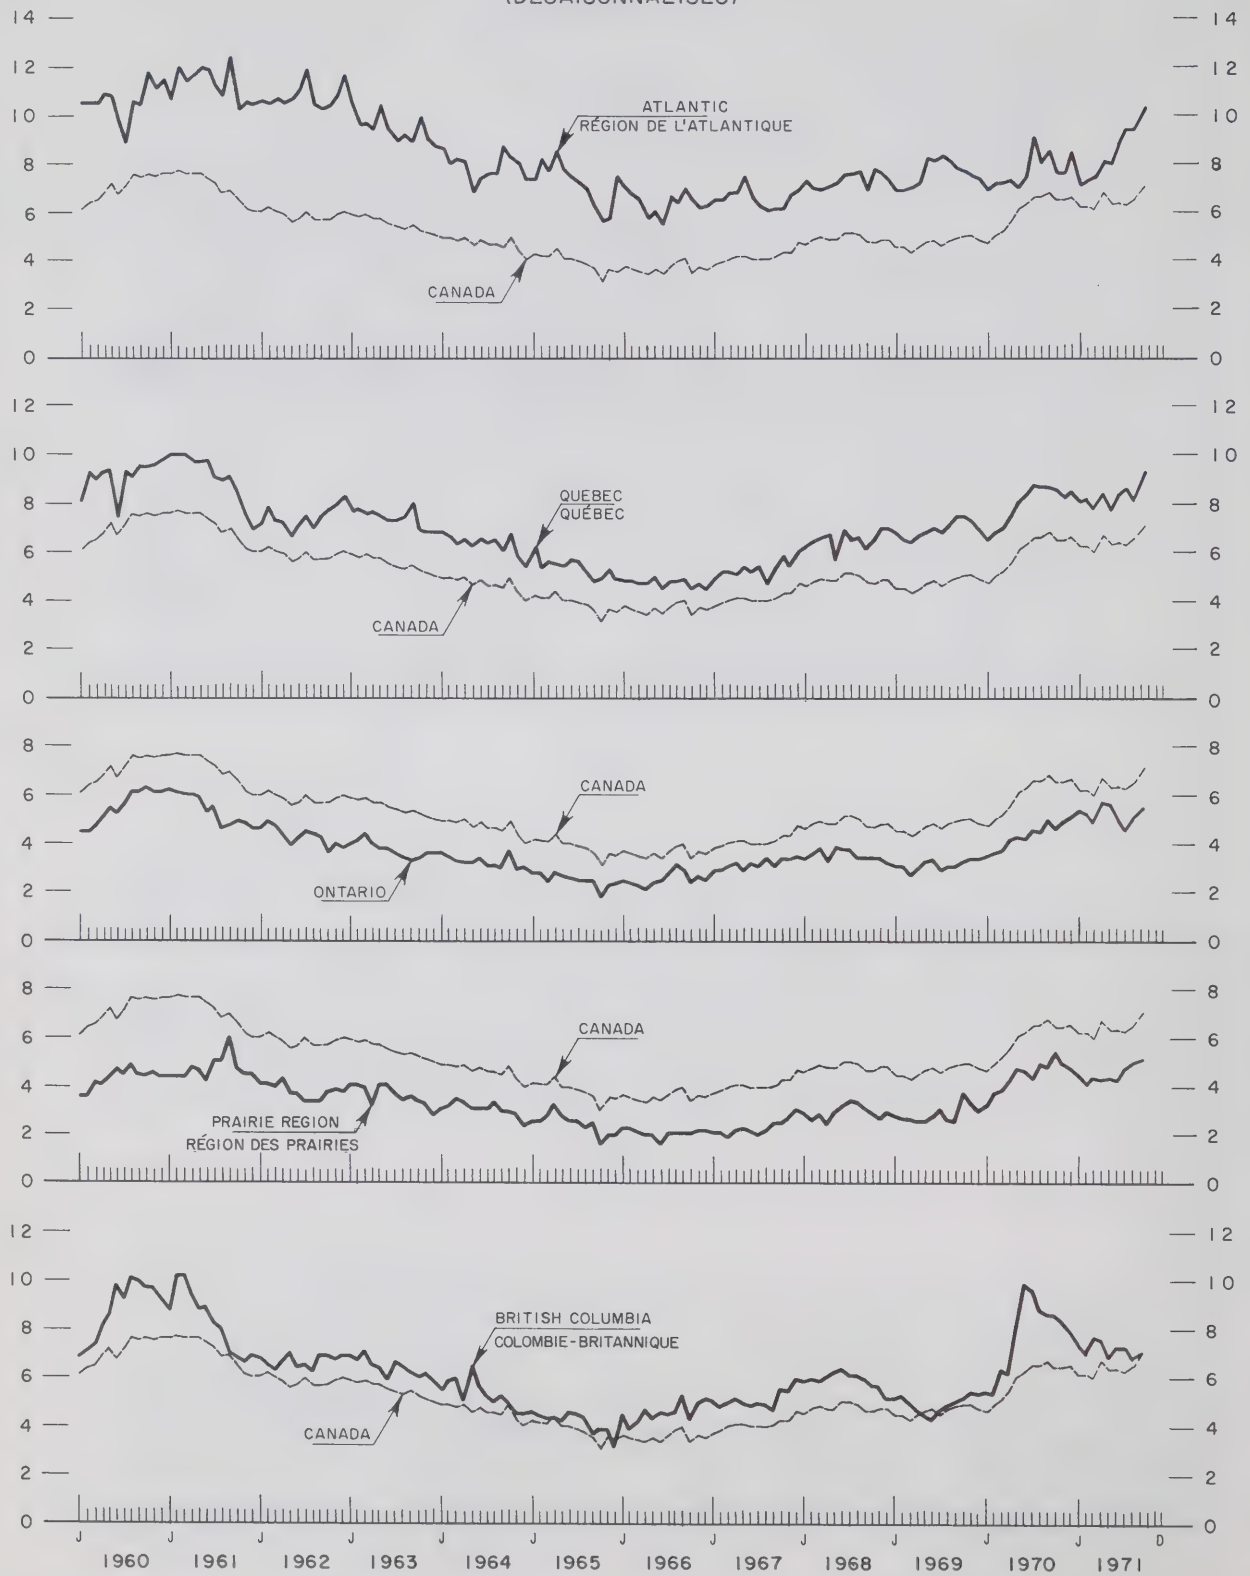 (DÉSAISONNALISÉS)
14 14
12 12
10 10
ATLANTIC
RÉGION DE L'ATLANTIQUE
8 8
6 6
4 4
CANADA
2 2
0 0
12 12
10 10
QUEBEC
QUÉBEC
8 8
6 6
4 4
CANADA
2 2
0 0
8 8
CANADA
6 6
4 4
ONTARIO
2 2
0 0
8 8
CANADA
6 6
4 4
PRAIRIE REGION
RÉGION DES PRAIRIES
2 2
0 0
12 12
10 10
BRITISH COLUMBIA
COLOMBIE-BRITANNIQUE
8 8
6 6
CANADA
4 4
2 2
0 0
J J J J J J J J J J J J D
1960 1961 1962 1963 1964 1965 1966 1967 1968 1969 1970 1971